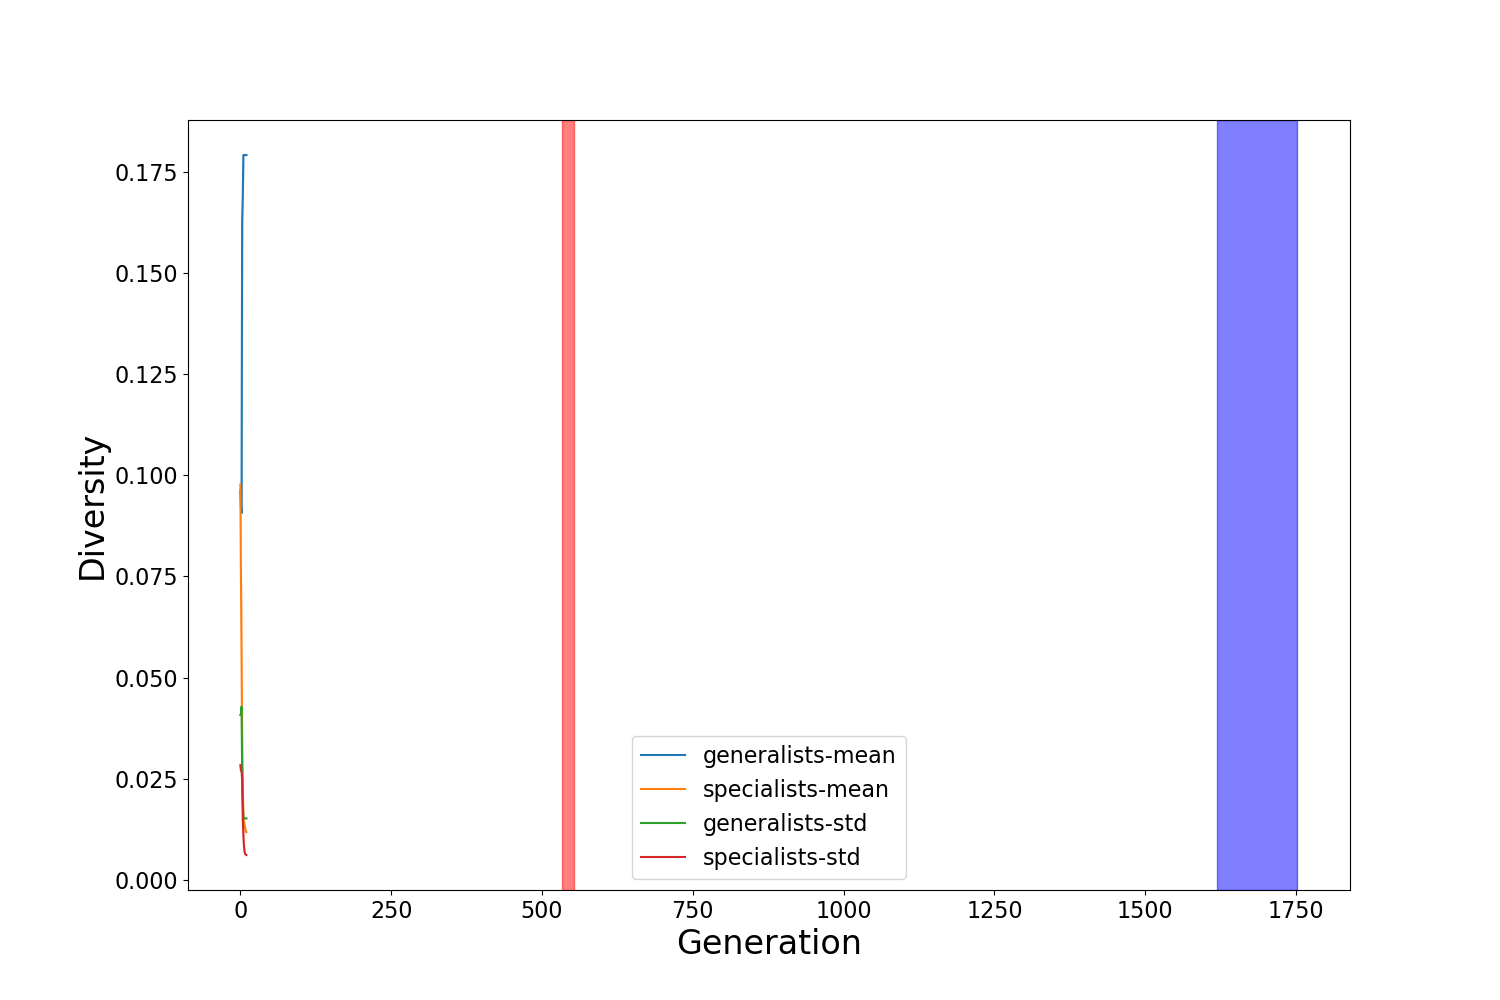 0.175
0.150
0.125
0.100
0.075
0.050
0.025
0.000
Diversity
generalists-mean
specialists-mean
generalists-std
specialists-std
0 250 500 750 1000 1250 1500 1750
Generation